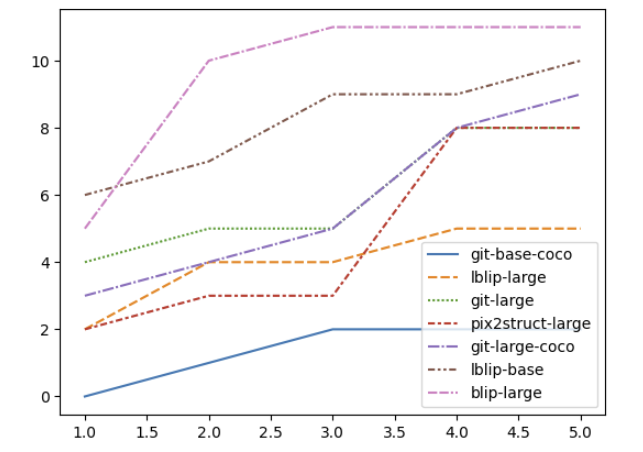 10
8
6
4
2
0
git-base-coco
lblip-large
git-large
pix2struct-large
git-large-coco
lblip-base
blip-large
1.0 1.5 2.0 2.5 3.0 3.5 4.0 4.5 5.0